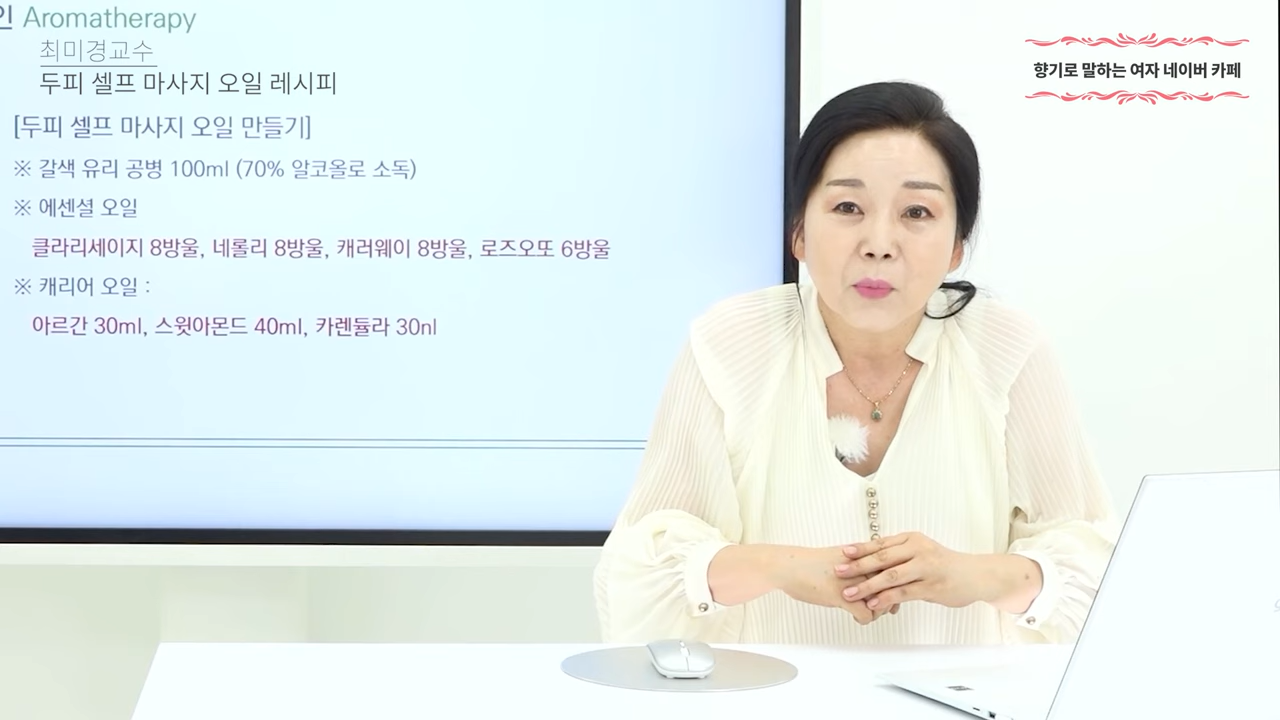 인 Aromatherapy
최미경교수
두피 셀프 마사지 오일 레시피
[두피 셀프 마사지 오일 만들기]
※ 갈색 유리 공병 100ml (70% 알코올로 소독)
※ 에센셜 오일
클라리세이지 8방울, 네롤리 8방울, 캐러웨이 8방울, 로즈오또 6방울
※ 캐리어 오일 :
아르간 30ml, 스윗아몬드 40ml, 카렌듈라 30nl
향기로 말하는 여자 네이버 카페